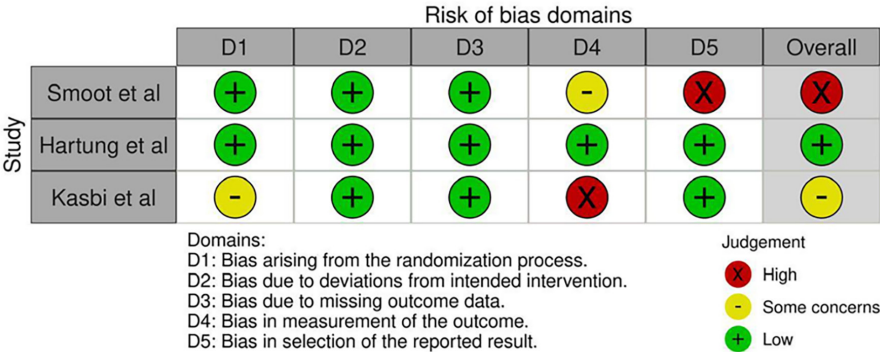 Risk of bias domains
D1 D2 D3 D4 D5 Overall
Study
Smoot et al + + + - X X
Hartung et al + + + + + +
Kasbi et al - + + X + -
Domains:
D1: Bias arising from the randomization process.
D2: Bias due to deviations from intended intervention.
D3: Bias due to missing outcome data.
D4: Bias in measurement of the outcome.
D5: Bias in selection of the reported result.
Judgement
X High
- Some concerns
+ Low